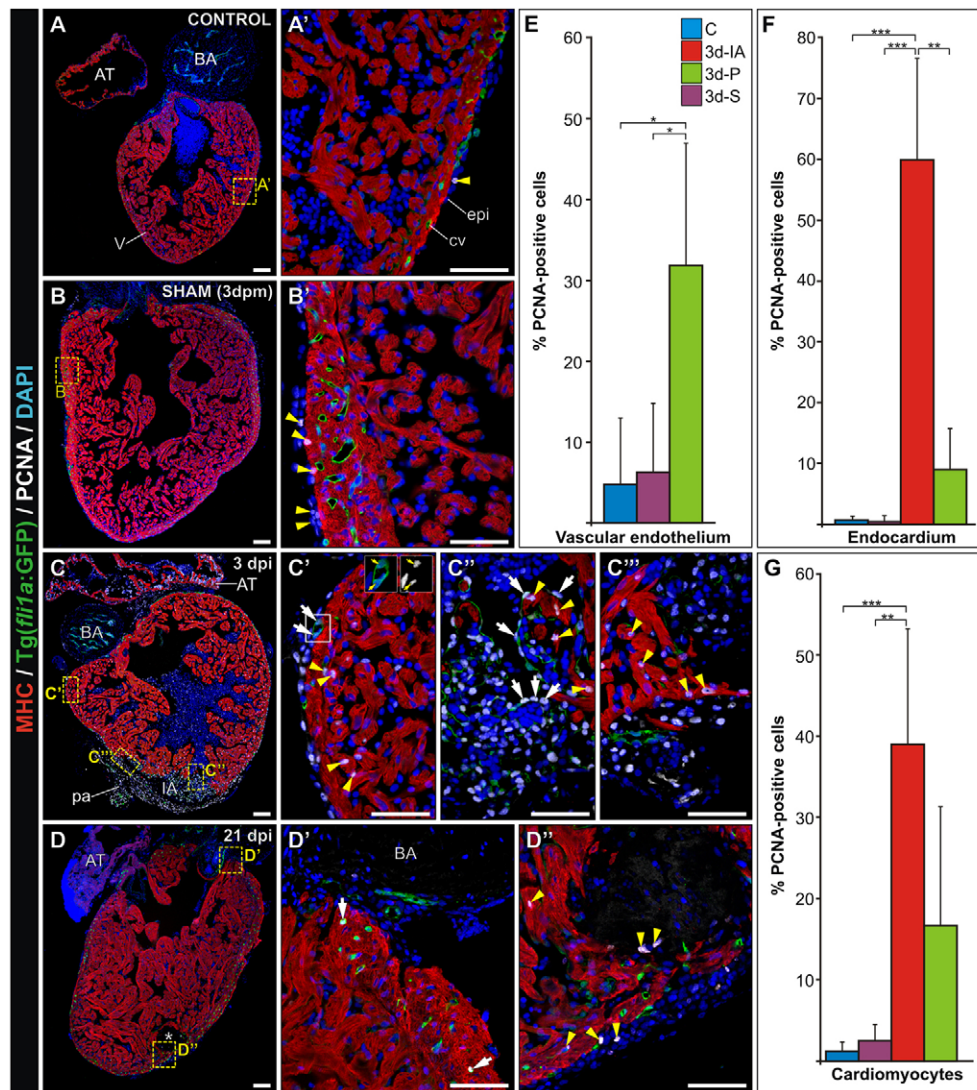 MHC / Tg(fli1a:GFP) / PCNA / DAPI
A
CONTROL
AT
BA
A'
V
A'
epi
cv
B
SHAM (3dpm)
B'
B'
C
3 dpi
AT
BA
C'
C'''
C''
IA
pa
C'
C''
C'''
D
21 dpi
AT
D'
*
D''
D'
BA
D''
E
C
3d-IA
3d-P
3d-S
% PCNA-positive cells
60
50
40
30
20
10
*
*
Vascular endothelium
F
% PCNA-positive cells
80
70
60
50
40
30
20
10
***
***
**
Endocardium
G
% PCNA-positive cells
60
50
40
30
20
10
***
**
Cardiomyocytes